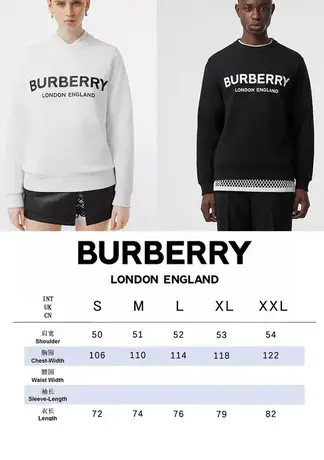 BURBERRY
LONDON ENGLAND
BURBERRY
LONDON ENGLAND
BURBERRY
LONDON ENGLAND
INT
UK
CN
S M L XL XXL
肩宽
Shoulder
50 51 52 53 54
胸围
Chest-Width
106 110 114 118 122
腰围
Waist Width
袖长
Sleeve-Length
衣长
Length
72 74 76 79 82